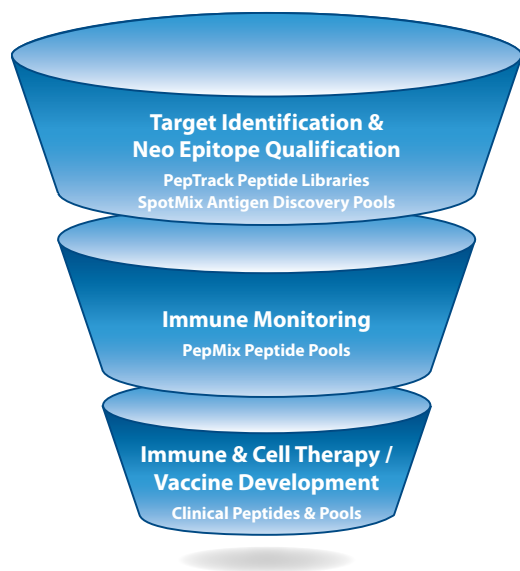 Target Identification &
Neo Epitope Qualification
PepTrack Peptide Libraries
SpotMix Antigen Discovery Pools
Immune Monitoring
PepMix Peptide Pools
Immune & Cell Therapy /
Vaccine Development
Clinical Peptides & Pools